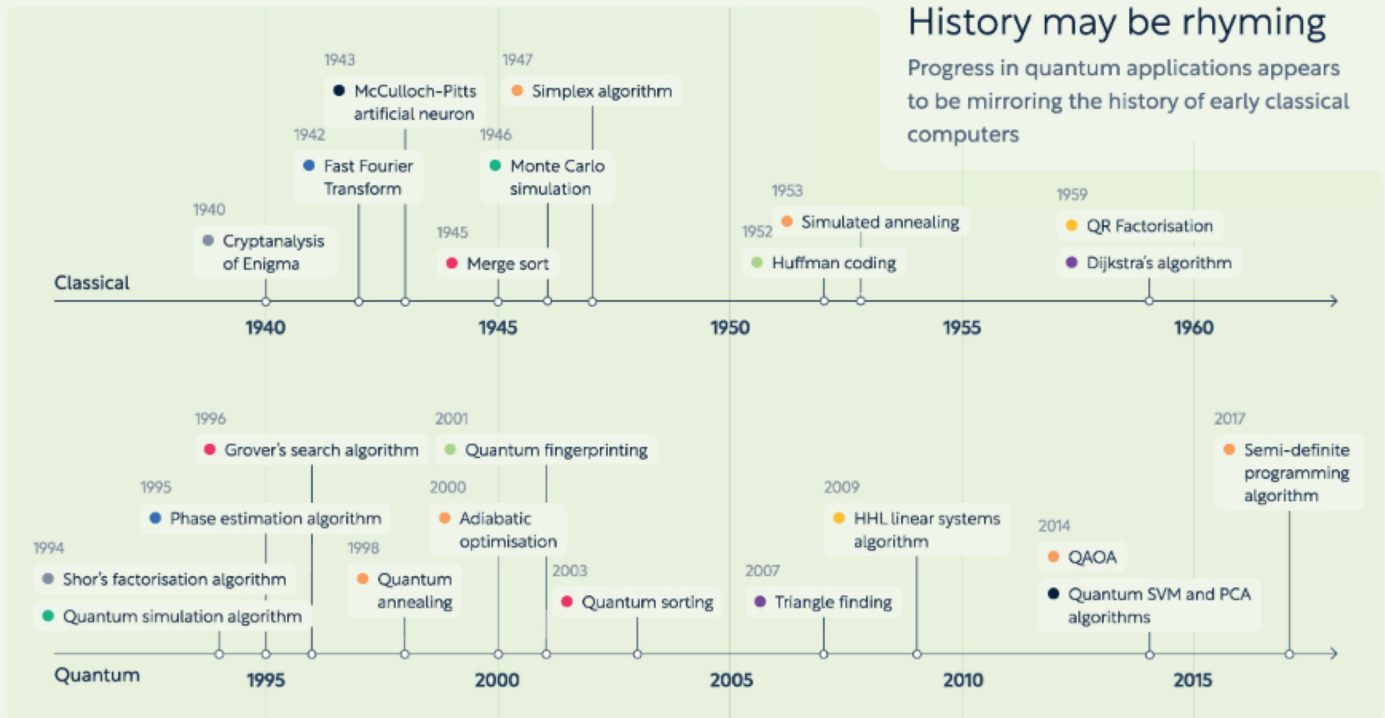 History may be rhyming
Progress in quantum applications appears
to be mirroring the history of early classical
computers
1943
McCulloch-Pitts
artificial neuron
1947
Simplex algorithm
1942
Fast Fourier
Transform
1946
Monte Carlo
simulation
1940
Cryptanalysis
of Enigma
1945
Merge sort
1953
Simulated annealing
1952
Huffman coding
1959
QR Factorisation
Dijkstra's algorithm
Classical
1940 1945 1950 1955 1960
1996
Grover's search algorithm
2001
Quantum fingerprinting
2017
Semi-definite
programming
algorithm
1995
Phase estimation algorithm
2000
Adiabatic
optimisation
2009
HHL linear systems
algorithm
1994
Shor's factorisation algorithm
Quantum simulation algorithm
1998
Quantum
annealing
2003
Quantum sorting
2007
Triangle finding
2014
QAOA
Quantum SVM and PCA
algorithms
Quantum
1995 2000 2005 2010 2015